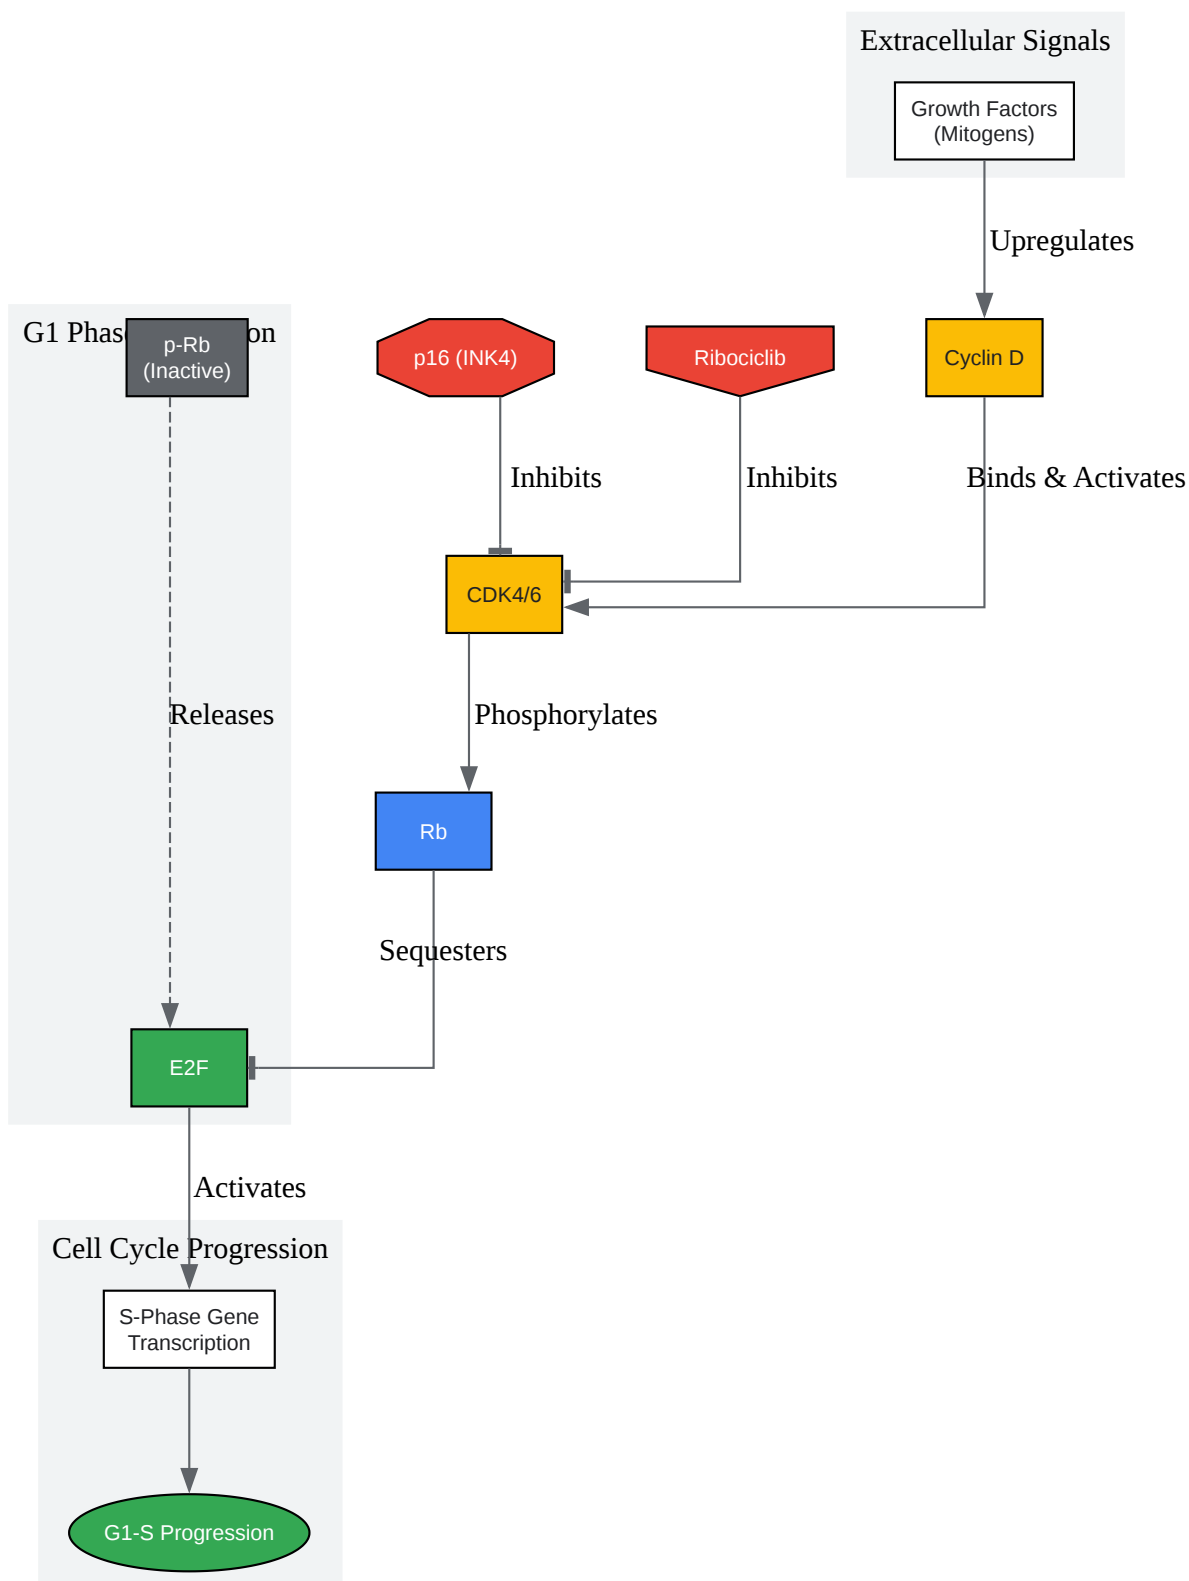 Extracellular Signals
Growth Factors
(Mitogens)
Upregulates
G1 Phas
on
p-Rb
(Inactive)
p16 (INK4)
Ribociclib
Cyclin D
Inhibits
Inhibits
Binds & Activates
CDK4/6
Releases
Phosphorylates
Rb
Sequesters
E2F
Activates
Cell Cycle Progression
S-Phase Gene
Transcription
G1-S Progression